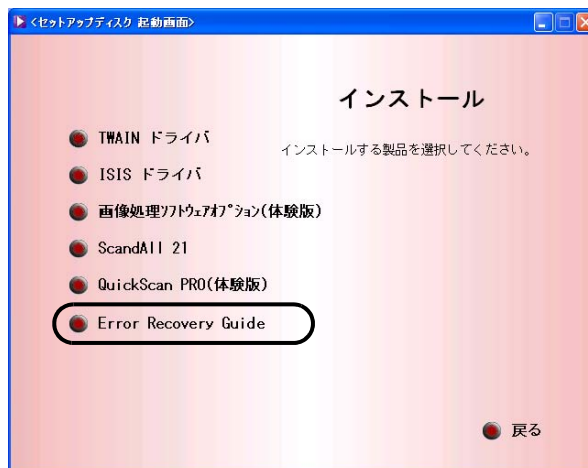 <セットアップディスク 起動画面>
インストール
インストールする製品を選択してください。
TWAIN ドライバ
ISIS ドライバ
画像処理ｿﾌﾄｳｪｱｵﾌﾟｼｮﾝ(体験版)
ScandAll 21
QuickScan PRO(体験版)
Error Recovery Guide
戻る